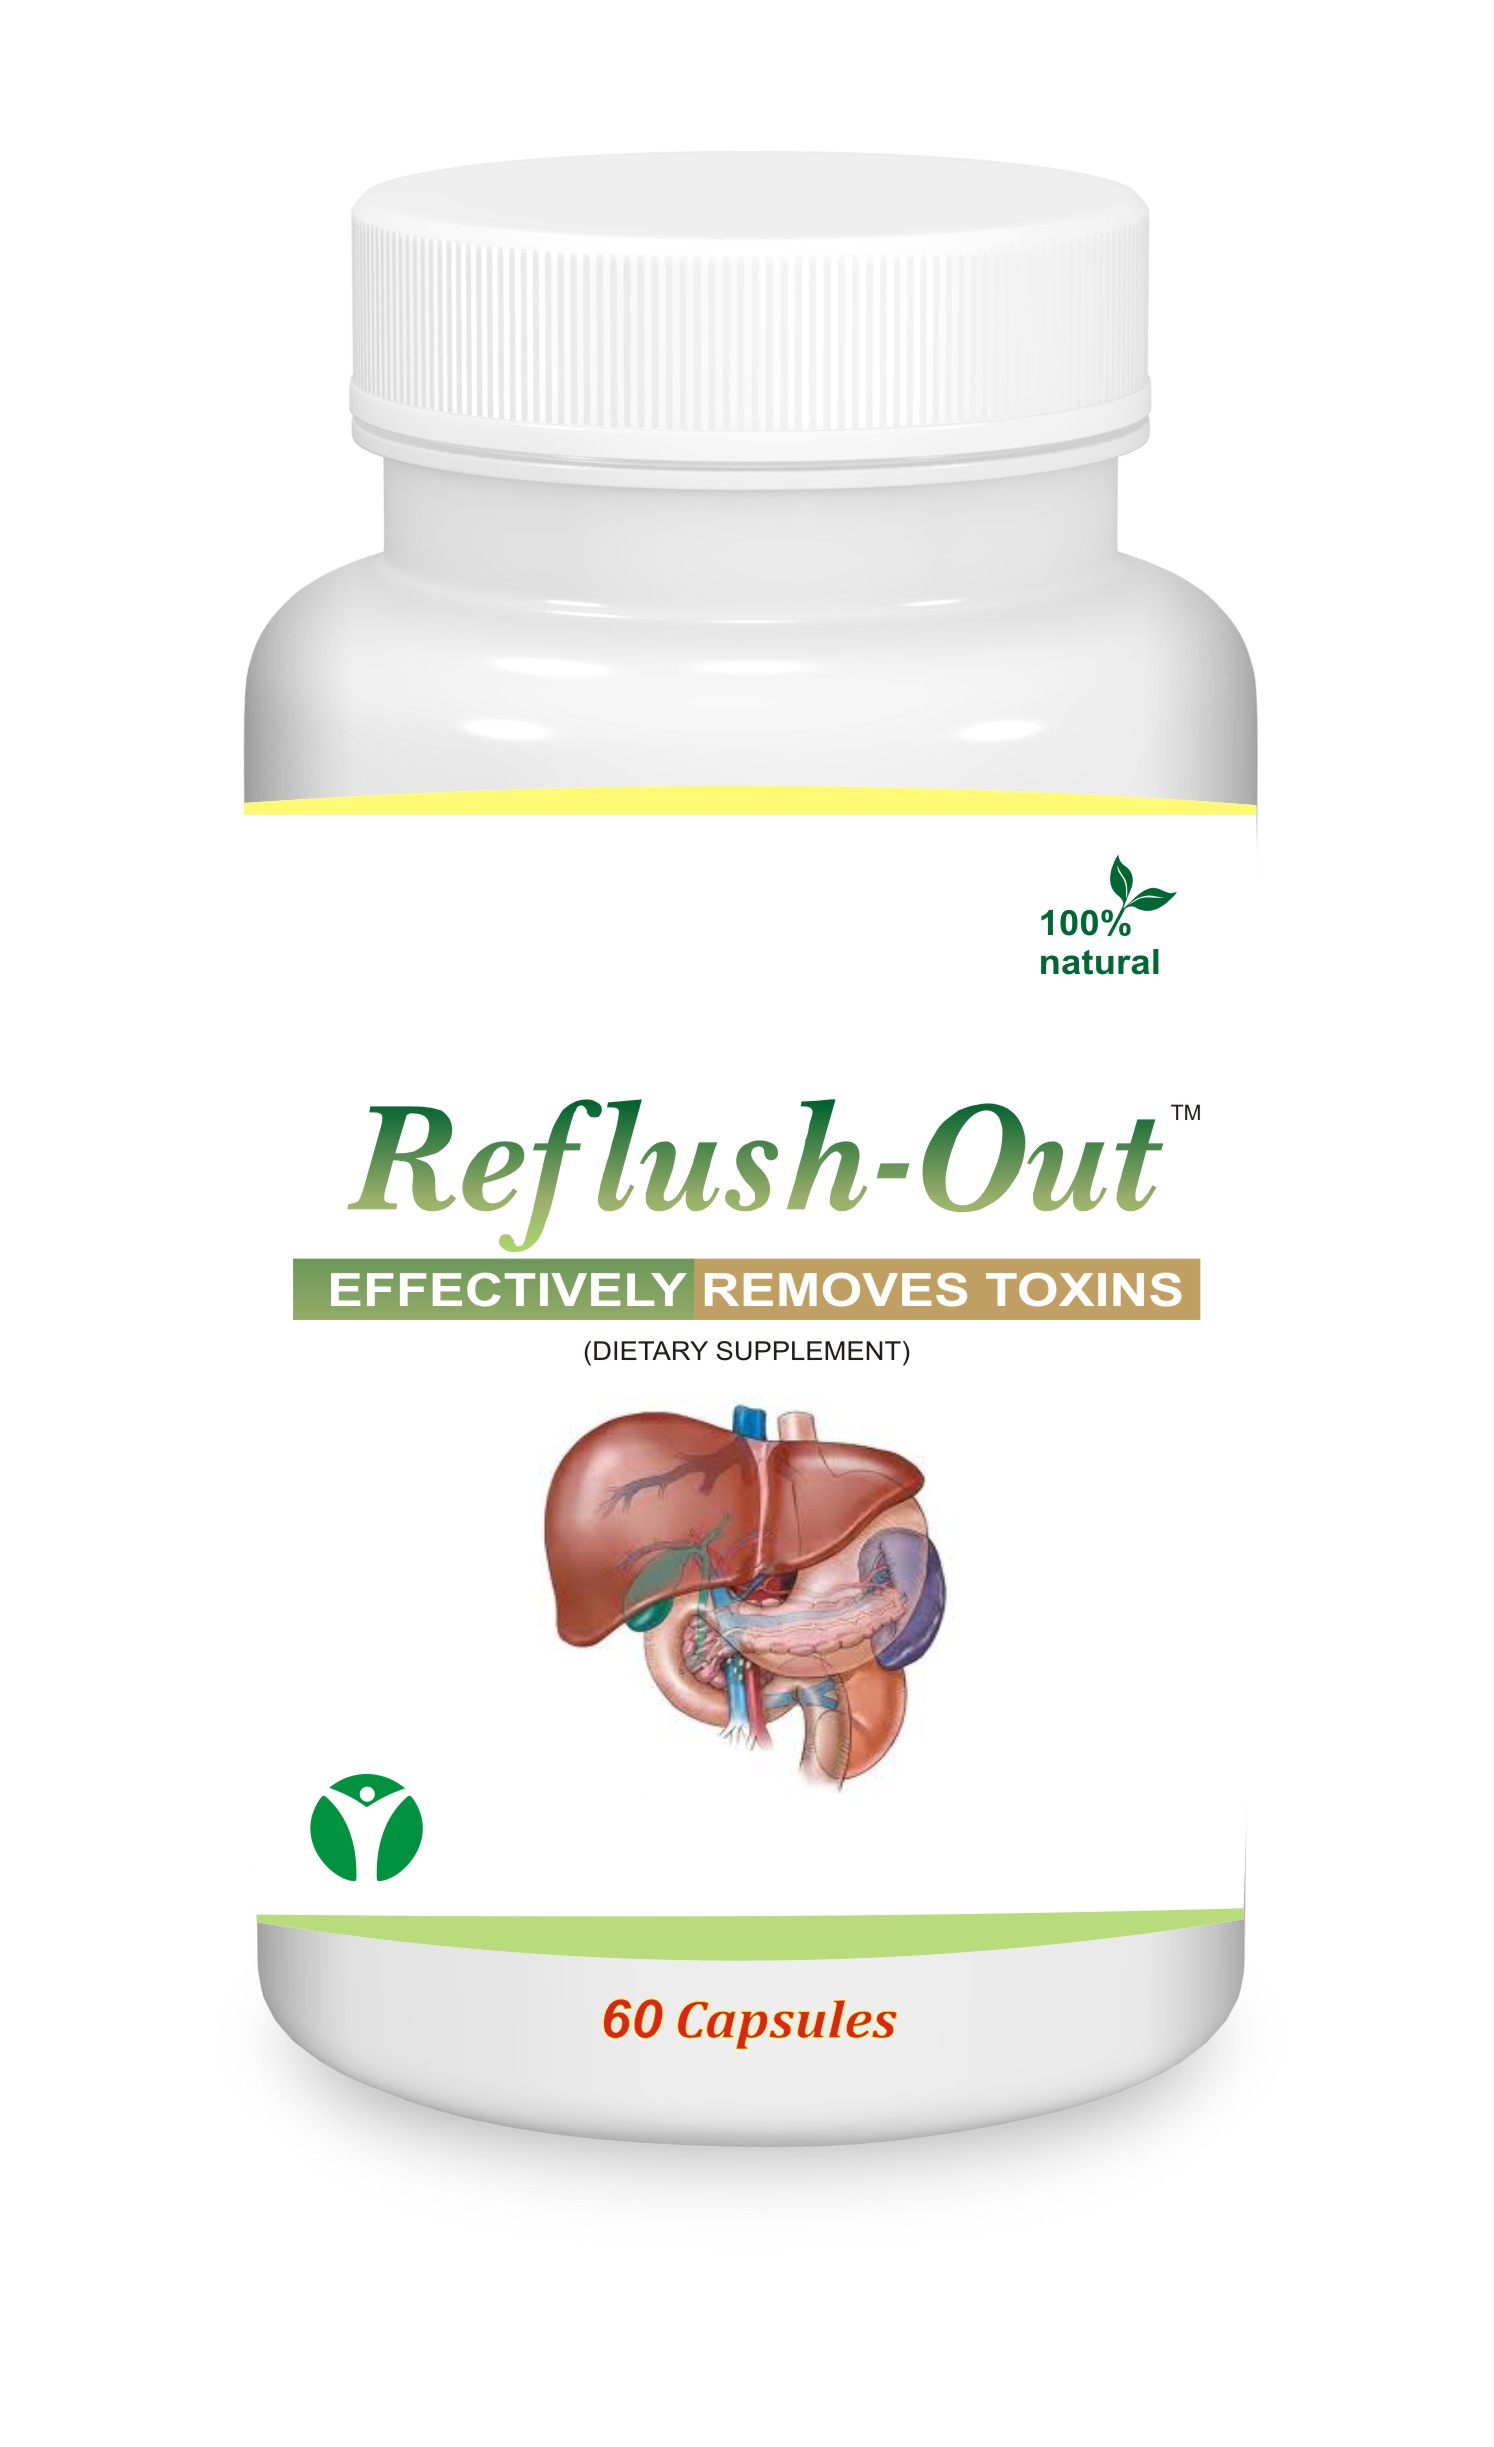 100%
natural
Reflush-Out™
EFFECTIVELY REMOVES TOXINS
(DIETARY SUPPLEMENT)
60 Capsules